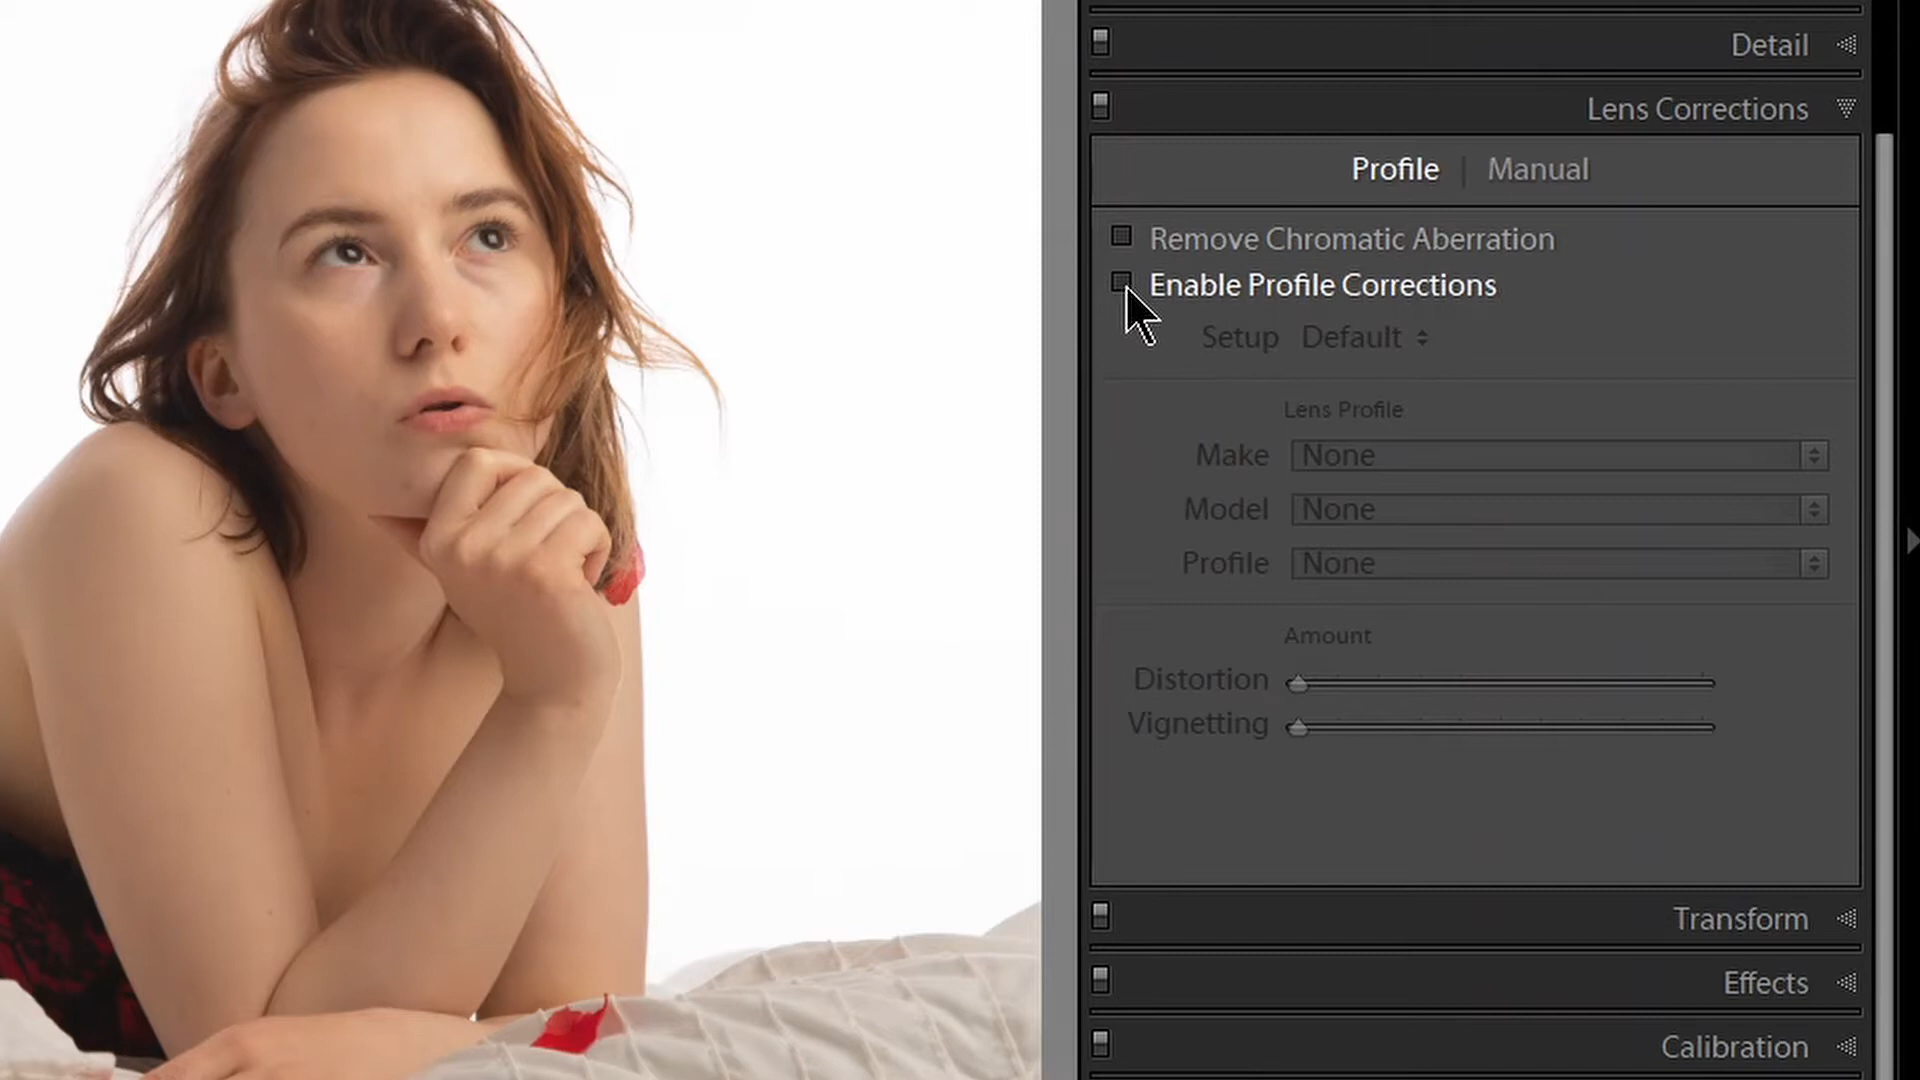 Detail
Lens Corrections
Profile | Manual
Remove Chromatic Aberration
Enable Profile Corrections
Setup Default
Lens Profile
Make None
Model None
Profile None
Amount
Distortion
Vignetting
Transform
Effects
Calibration